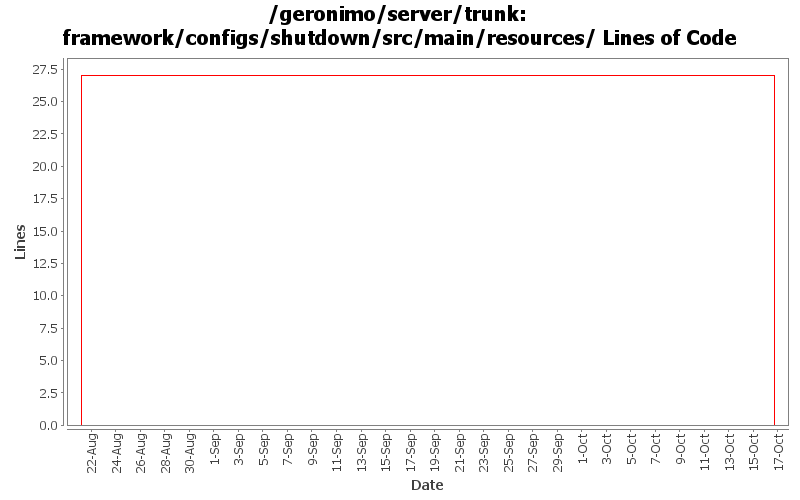 /geronimo/server/trunk:
framework/configs/shutdown/src/main/resources/ Lines of Code
27.5
25.0
22.5
20.0
17.5
15.0
12.5
10.0
7.5
5.0
2.5
0.0
Lines
22-Aug
24-Aug
26-Aug
28-Aug
30-Aug
1-Sep
3-Sep
5-Sep
7-Sep
9-Sep
11-Sep
13-Sep
15-Sep
17-Sep
19-Sep
21-Sep
23-Sep
25-Sep
27-Sep
29-Sep
1-Oct
3-Oct
5-Oct
7-Oct
9-Oct
11-Oct
13-Oct
15-Oct
17-Oct
Date